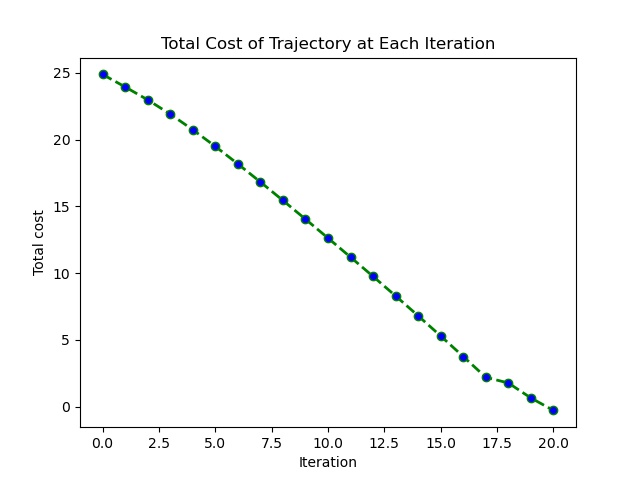 Total Cost of Trajectory at Each Iteration
25
20
15
10
5
0
Total cost
0.0 2.5 5.0 7.5 10.0 12.5 15.0 17.5 20.0
Iteration